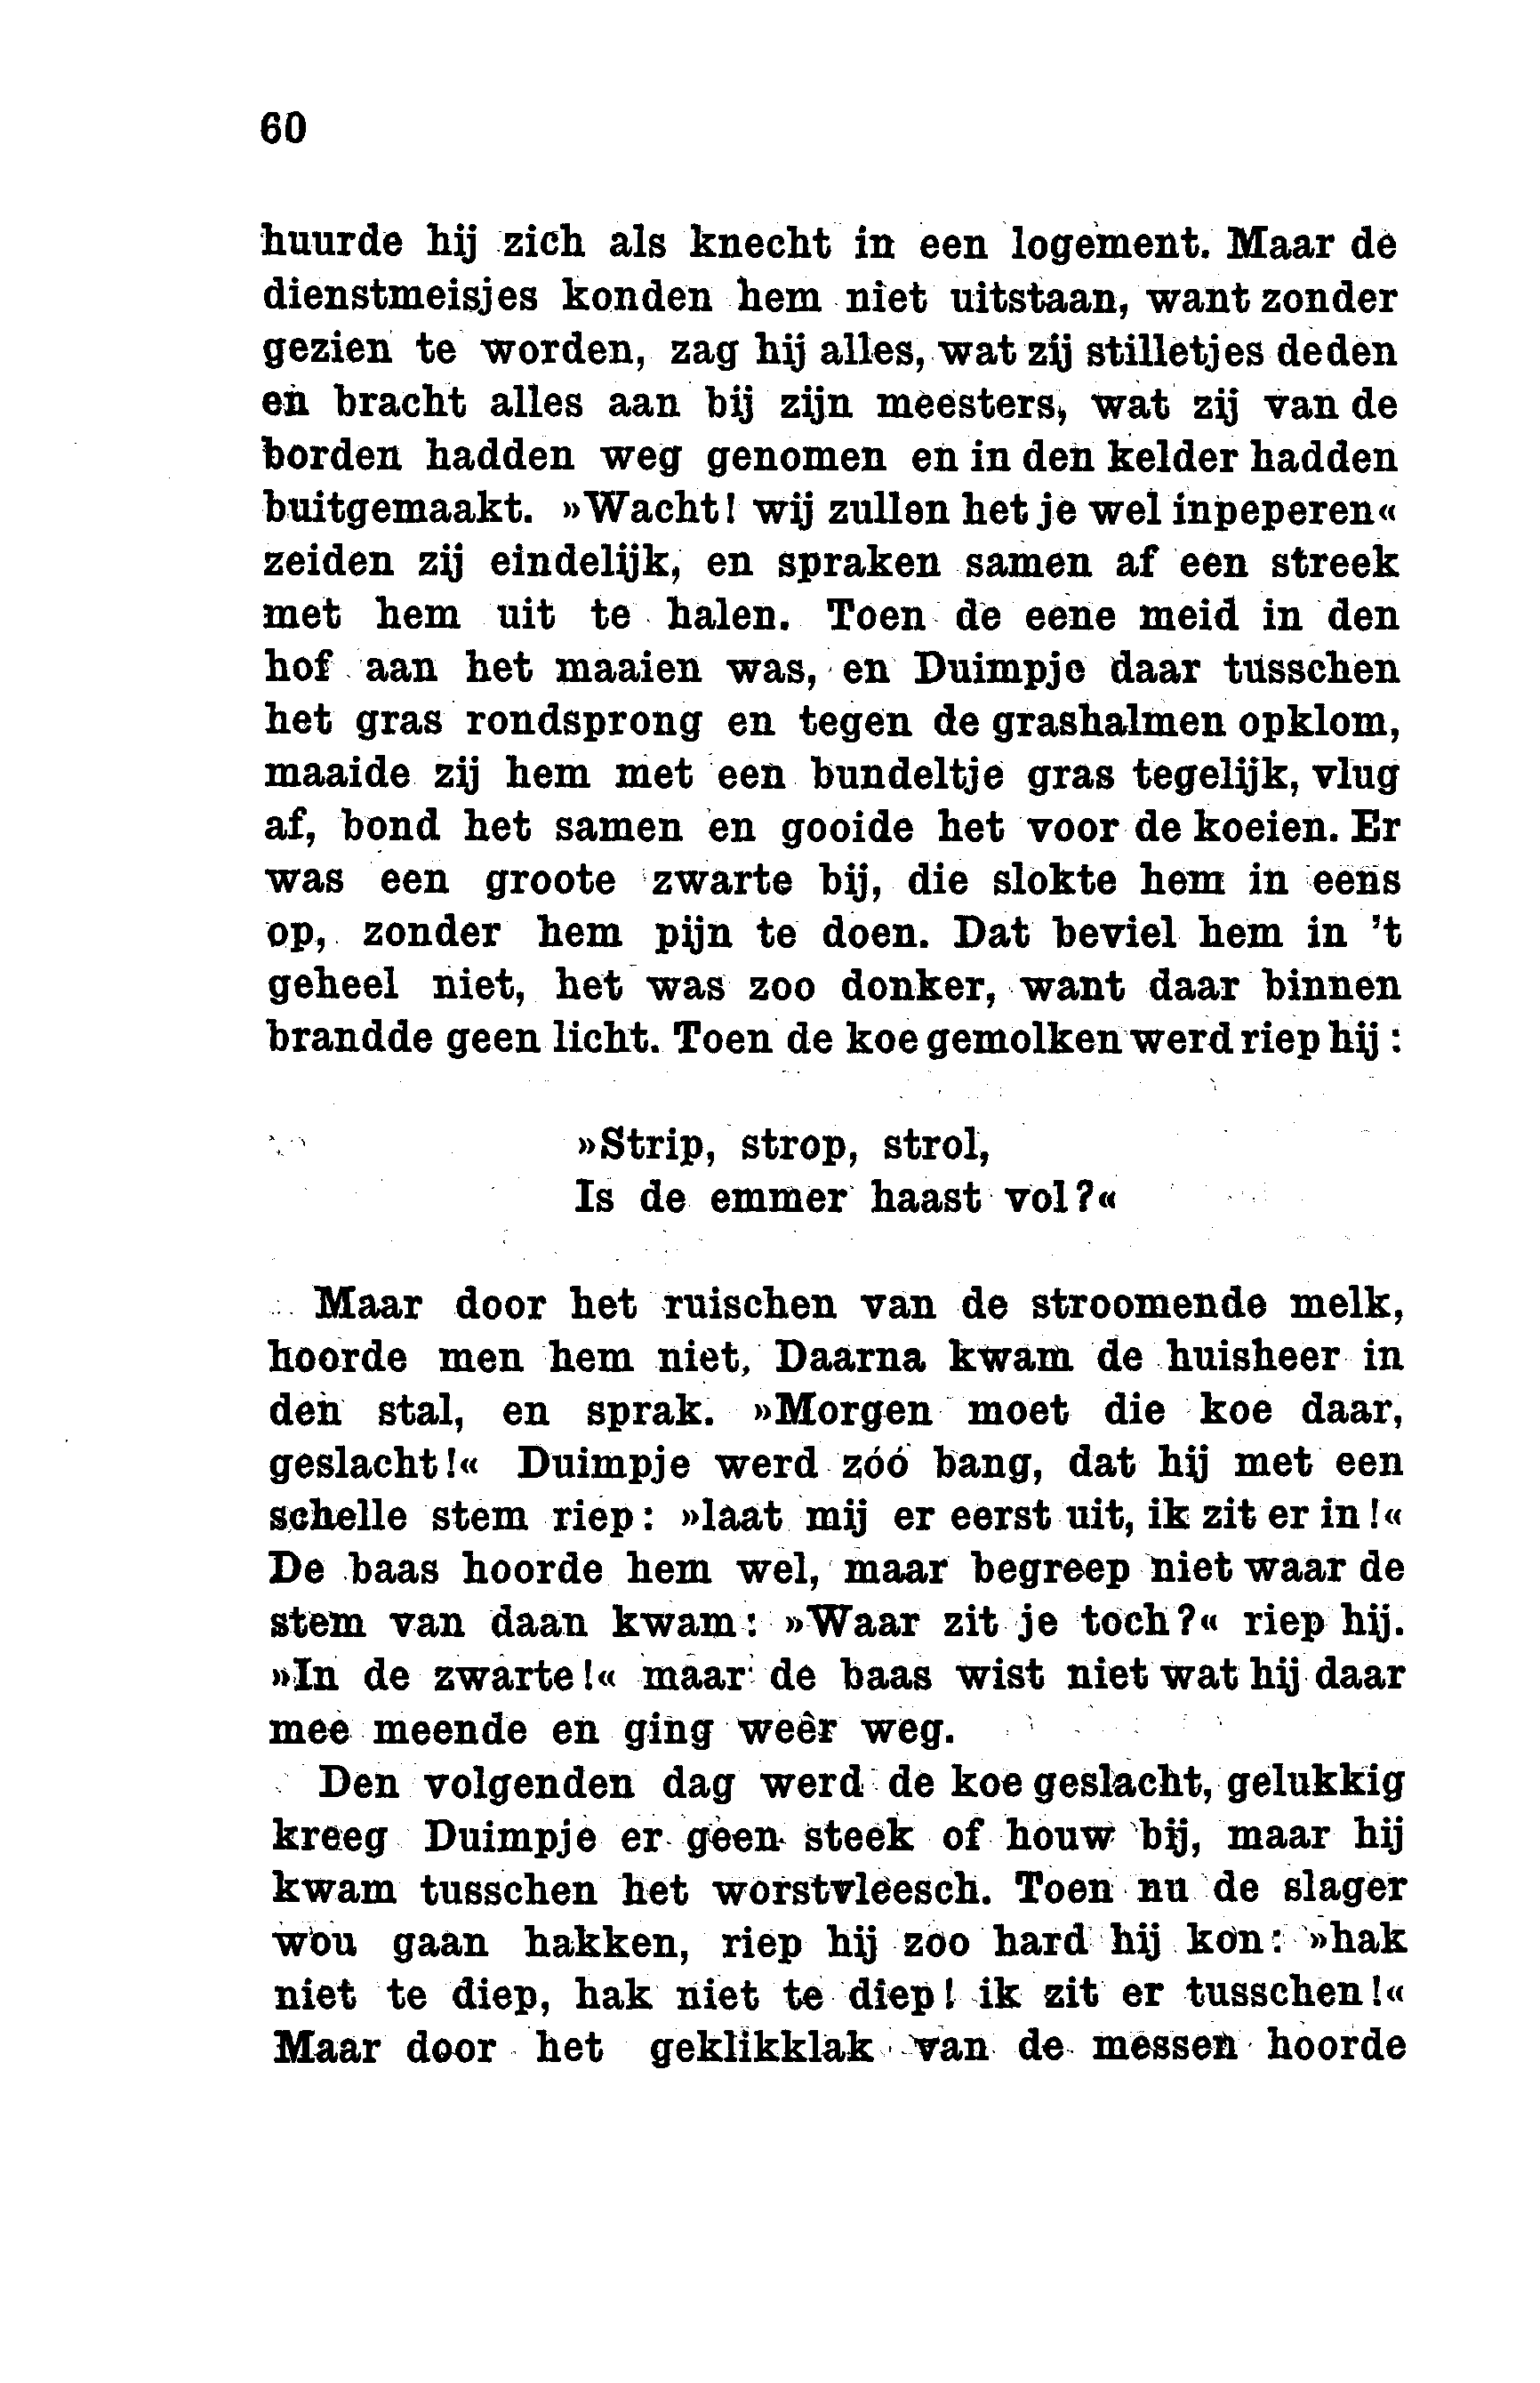 60
huurde hij zich als knecht in een logement. Maar de
dienstmeisjes konden hem niet uitstaan, want zonder
gezien te worden, zag hij alles, wat zij stilletjes deden
en bracht alles aan bij zijn meesters, wat zij van de
borden hadden weg genomen en in den kelder hadden
buitgemaakt. »Wacht! wij zullen het je wel inpeperen«
zeiden zij eindelijk, en spraken samen af een streek
met hem uit te halen. Toen de eene meid in den
hof aan het maaien was, en Duimpje daar tusschen
het gras rondsprong en tegen de grashalmen opklom,
maaide zij hem met een bundeltje gras tegelijk, vlug
af, bond het samen en gooide het voor de koeien. Er
was een groote zwarte bij, die slokte hem in eens
op, zonder hem pijn te doen. Dat beviel hem in 't
geheel niet, het was zoo donker, want daar binnen
brandde geen licht. Toen de koe gemolken werd riep hij:
»Strip, strop, strol,
Is de emmer haast vol?«
Maar door het ruischen van de stroomende melk,
hoorde men hem niet, Daarna kwam de huisheer in
den stal, en sprak. »Morgen moet die koe daar,
geslacht!« Duimpje werd zóó bang, dat hij met een
schelle stem riep: »laat mij er eerst uit, ik zit er in!«
De baas hoorde hem wel, maar begreep niet waar de
stem van daan kwam: »Waar zit je toch?« riep hij.
»In de zwarte!« maar de baas wist niet wat hij daar
mee meende en ging weêr weg.
Den volgenden dag werd de koe geslacht, gelukkig
kreeg Duimpje er geen steek of houw bij, maar hij
kwam tusschen het worstvleesch. Toen nu de slager
wou gaan hakken, riep hij zoo hard hij kon: »hak
niet te diep, hak niet te diep! ik zit er tusschen!«
Maar door het geklikklak van de messen hoorde